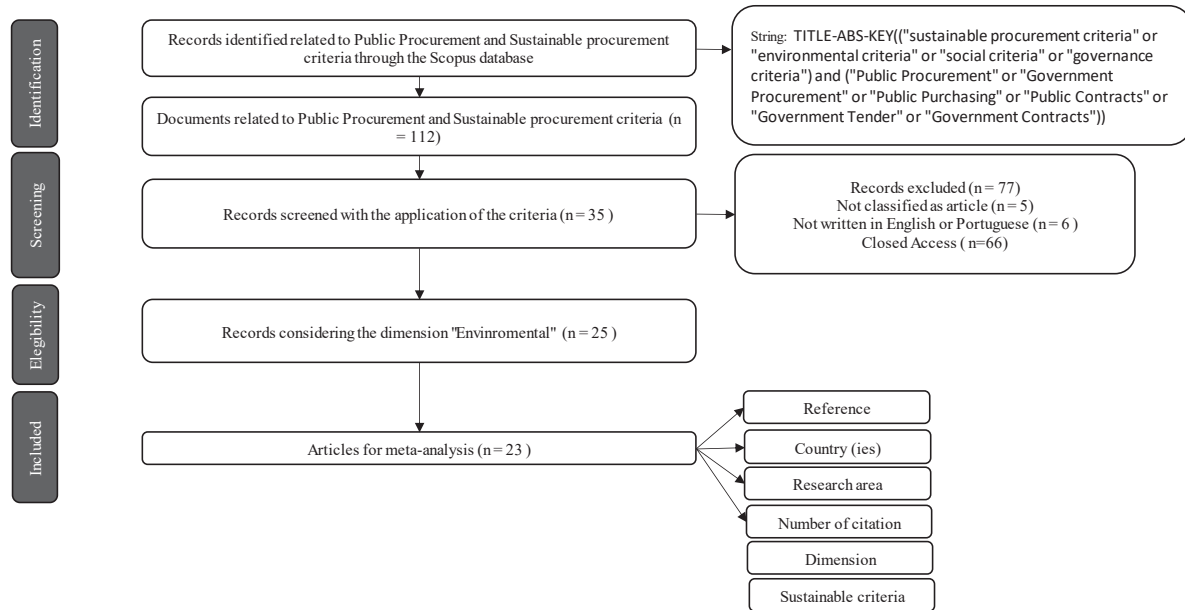 Identification
Records identified related to Public Procurement and Sustainable procurement
criteria through the Scopus database
String: TITLE-ABS-KEY(("sustainable procurement criteria" or
"environmental criteria" or "social criteria" or "governance
criteria") and ("Public Procurement" or "Government
Procurement" or "Public Purchasing" or "Public Contracts" or
"Government Tender" or "Government Contracts"))
Documents related to Public Procurement and Sustainable procurement criteria (n
= 112)
Screening
Records screened with the application of the criteria (n = 35 )
Records excluded (n = 77)
Not classified as article (n = 5)
Not written in English or Portuguese (n = 6 )
Closed Access ( n=66)
Elegibility
Records considering the dimension "Envinromental" (n = 25)
Included
Articles for meta-analysis (n = 23 )
Reference
Country (ies)
Research area
Number of citation
Dimension
Sustainable criteria